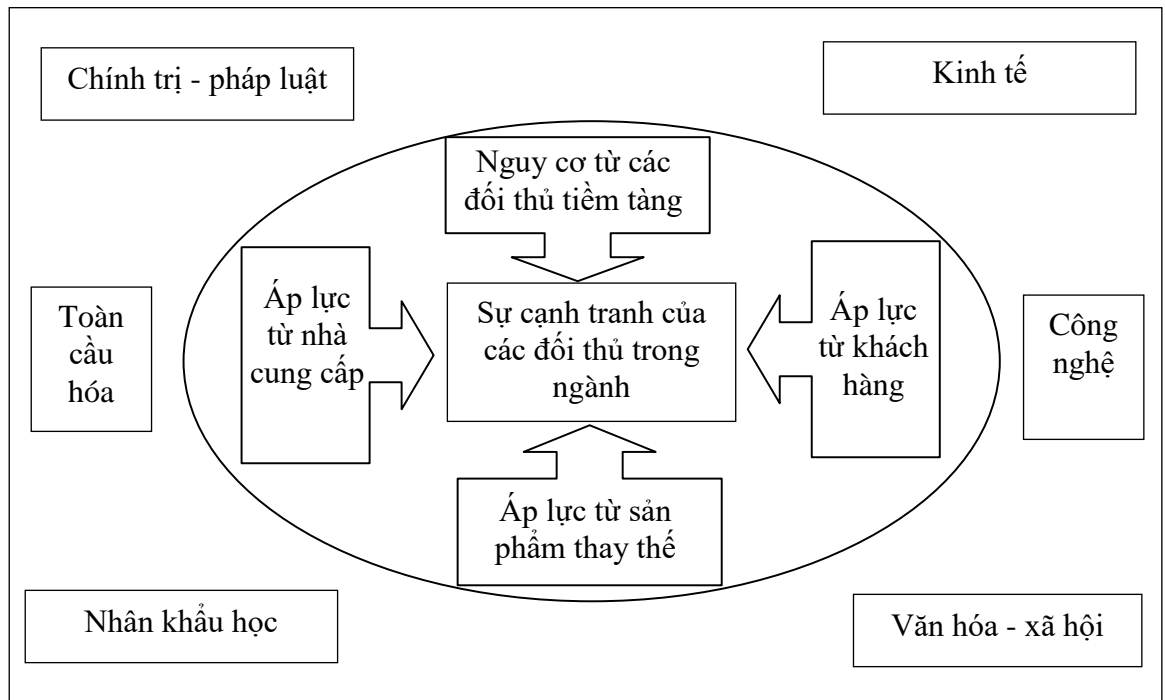 Chính trị - pháp luật
Kinh tế
Nguy cơ từ các
đối thủ tiềm tàng
Toàn
cầu
hóa
Áp lực
từ nhà
cung cấp
Sự cạnh tranh của
các đối thủ trong
ngành
Áp lực
từ khách
hàng
Công
nghệ
Áp lực từ sản
phẩm thay thế
Nhân khẩu học
Văn hóa - xã hội